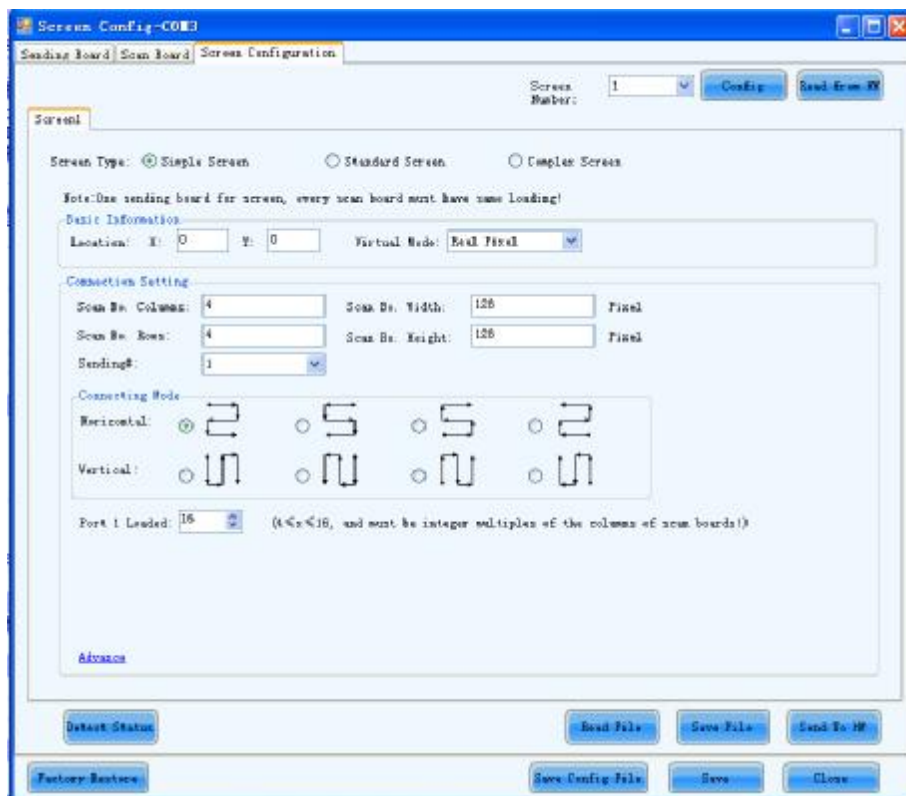 Screen Config-COM3
Sending Board Scan Board Screen Configuration
Screen Number: 1 Config Read From HW
Screen1
Screen Type: Simple Screen Standard Screen Complex Screen
Note:One sending board for screen, every scan board must have same loading!
Basic Information
Location: X: 0 Y: 0 Virtual Mode: Real Pixel
Connection Setting
Scan Bo. Columns: 4 Scan Bo. Width: 128 Pixel
Scan Bo. Rows: 4 Scan Bo. Height: 128 Pixel
Sending#: 1
Connecting Mode
Horizontal:
Vertical:
Port 1 Loaded: 16 (4≤x≤16, and must be integer multiples of the columns of scan boards!)
Advance
Detect Status Read File Save File Send To HW
Factory Restore Save Config File Save Close